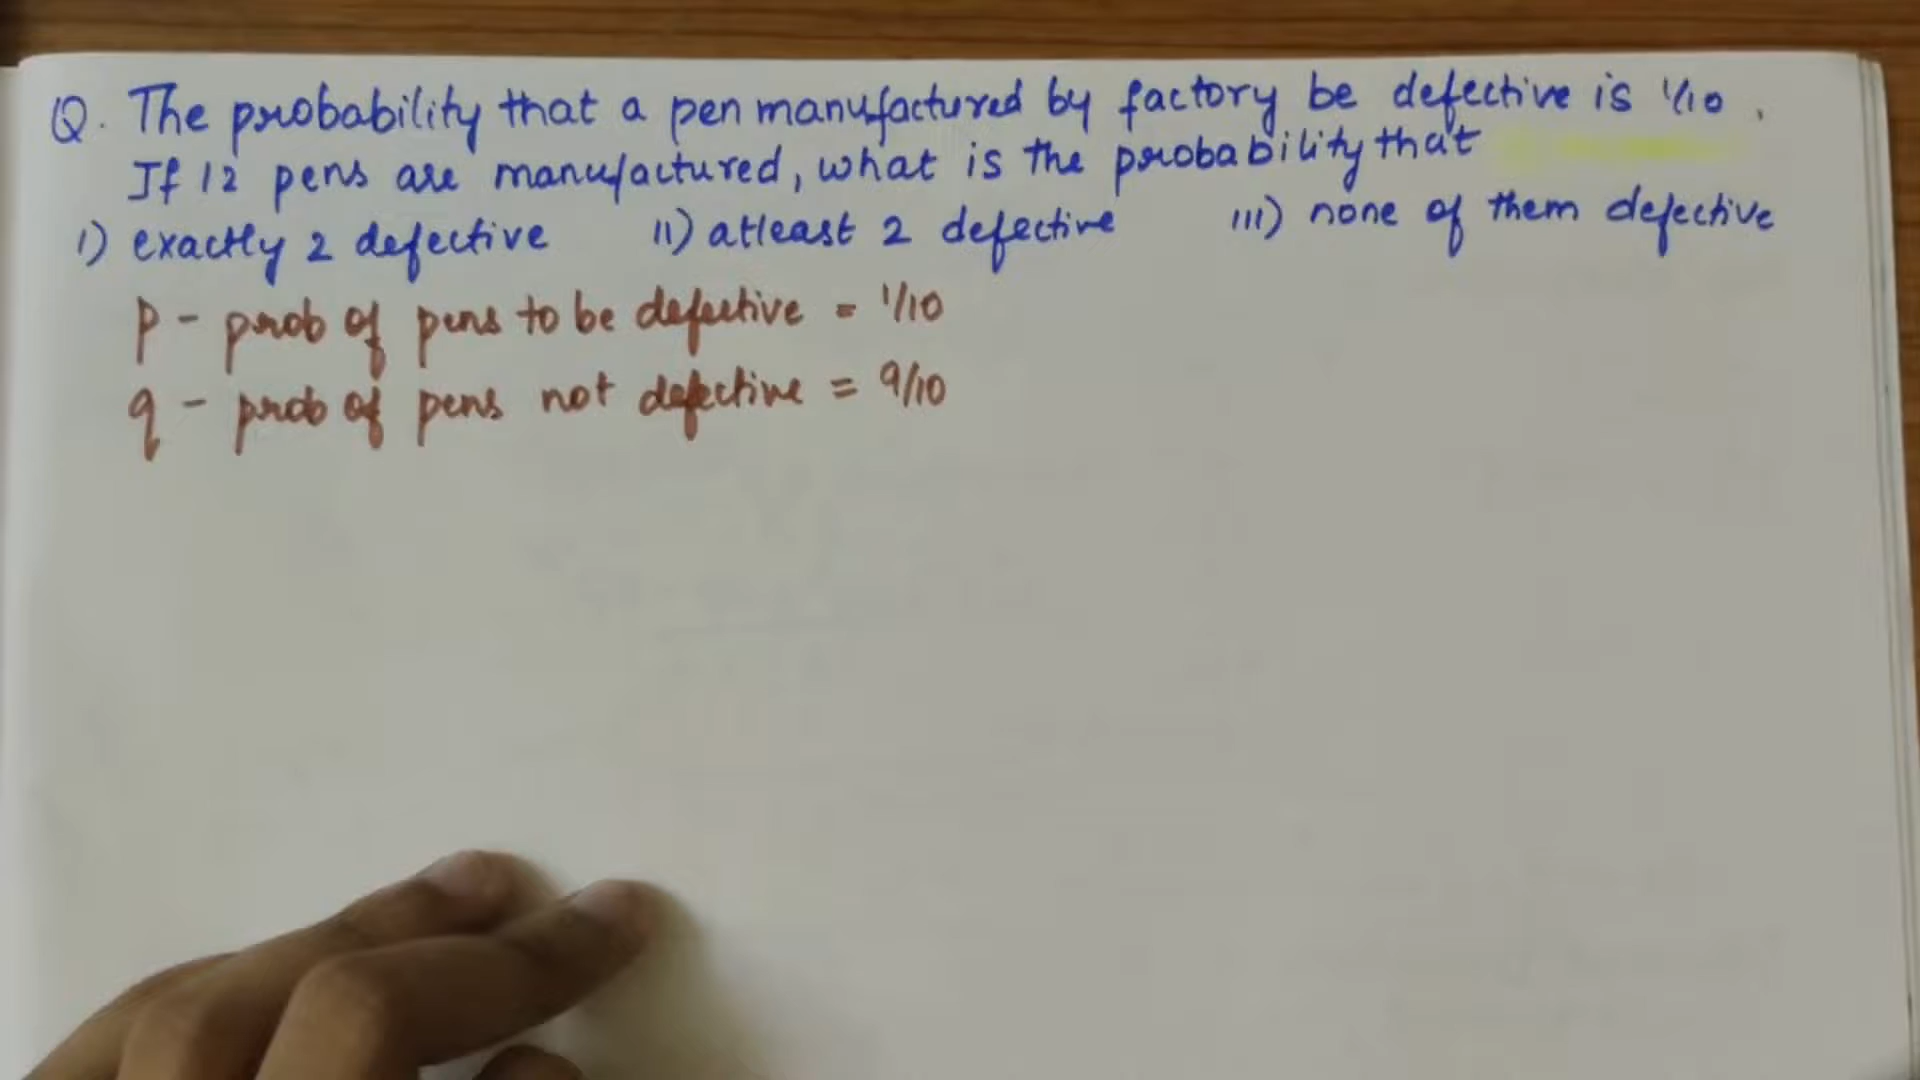 Q. The probability that a pen manufactured by factory be defective is 1/10.
If 12 pens are manufactured, what is the probability that
i) exactly 2 defective ii) atleast 2 defective iii) none of them defective
p - prob of pens to be defective = 1/10
q - prob of pens not defective = 9/10